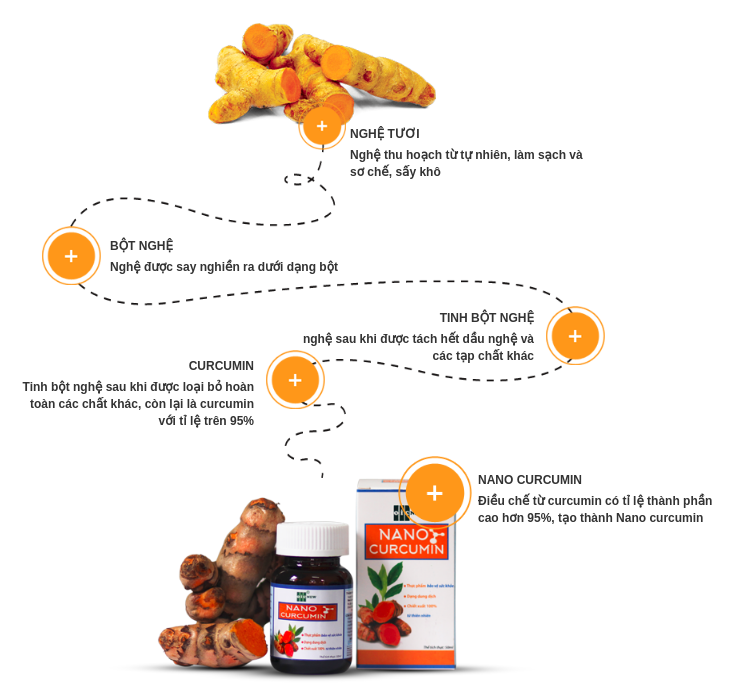 NGHỆ TƯƠI
Nghệ thu hoạch từ tự nhiên, làm sạch và
sơ chế, sấy khô
BỘT NGHỆ
Nghệ được say nghiền ra dưới dạng bột
TINH BỘT NGHỆ
nghệ sau khi được tách hết dầu nghệ và
các tạp chất khác
CURCUMIN
Tinh bột nghệ sau khi được loại bỏ hoàn
toàn các chất khác, còn lại là curcumin
với tỉ lệ trên 95%
NANO CURCUMIN
Điều chế từ curcumin có tỉ lệ thành phần
cao hơn 95%, tạo thành Nano curcumin
NANO
CURCUMIN
NANO
CURCUMIN